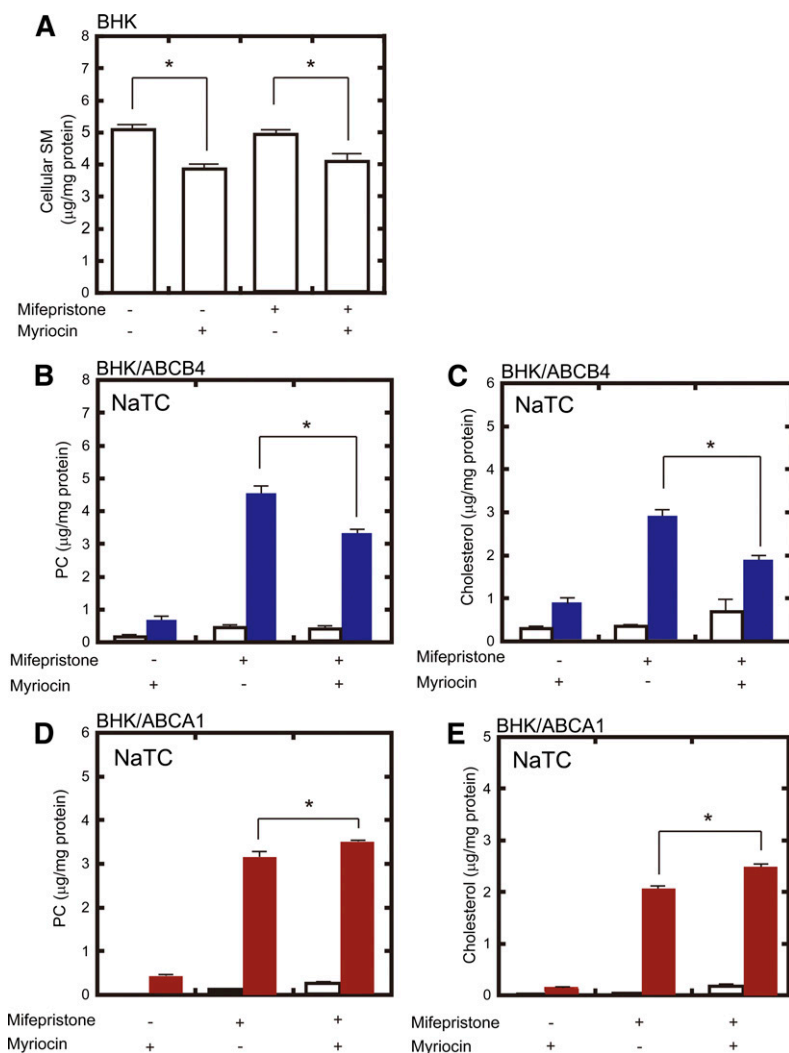 A BHK
8
7
6
5
4
3
2
1
0
Cellular SM
(μg/mg protein)
* *
Mifepristone - - + +
Myriocin - + - +
B BHK/ABCB4
NaTC
8
7
6
5
4
3
2
1
0
PC (μg/mg protein)
*
Mifepristone - + +
Myriocin + - +
C BHK/ABCB4
NaTC
6
5
4
3
2
1
0
Cholesterol (μg/mg protein)
*
- + +
+ - +
D BHK/ABCA1
NaTC
6
5
4
3
2
1
0
PC (μg/mg protein)
*
Mifepristone - + +
Myriocin + - +
E BHK/ABCA1
NaTC
5
4
3
2
1
0
Cholesterol (μg/mg protein)
*
Mifepristone - + +
Myriocin + - +